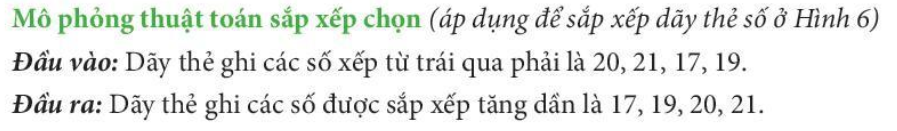 Mô phỏng thuật toán sắp xếp chọn (áp dụng để sắp xếp dãy thẻ số ở Hình 6)
Đầu vào: Dãy thẻ ghi các số xếp từ trái qua phải là 20, 21, 17, 19.
Đầu ra: Dãy thẻ ghi các số được sắp xếp tăng dần là 17, 19, 20, 21.